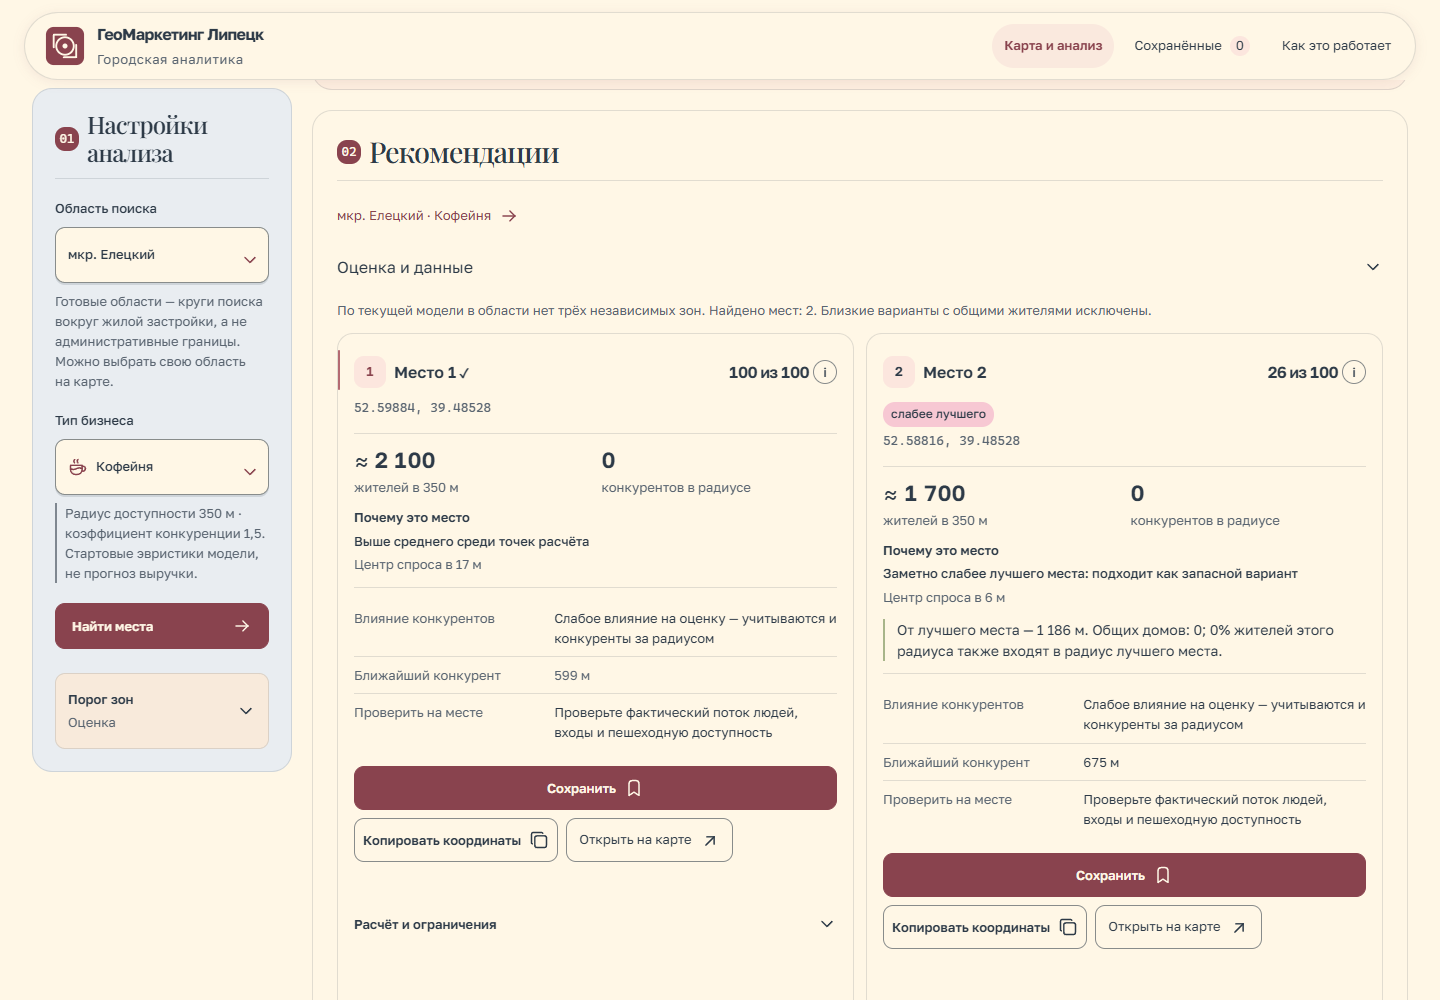 ГеоМаркетинг Липецк
Городская аналитика
Карта и анализ
Сохранённые 0
Как это работает
01 Настройки
анализа
Область поиска
мкр. Елецкий
Готовые области — круги поиска
вокруг жилой застройки, а не
административные границы.
Можно выбрать свою область
на карте.
Тип бизнеса
Кофейня
Радиус доступности 350 м ·
коэффициент конкуренции 1,5.
Стартовые эвристики модели,
не прогноз выручки.
Найти места
Порог зон
Оценка
02 Рекомендации
мкр. Елецкий · Кофейня
Оценка и данные
По текущей модели в области нет трёх независимых зон. Найдено мест: 2. Близкие варианты с общими жителями исключены.
1 Место 1 ✓ 100 из 100 i
52.59884, 39.48528
≈ 2 100 0
жителей в 350 м конкурентов в радиусе
Почему это место
Выше среднего среди точек расчёта
Центр спроса в 17 м
Влияние конкурентов Слабое влияние на оценку — учитываются и
конкуренты за радиусом
Ближайший конкурент 599 м
Проверить на месте Проверьте фактический поток людей,
входы и пешеходную доступность
Сохранить
Копировать координаты Открыть на карте
Расчёт и ограничения
2 Место 2 26 из 100 i
слабее лучшего
52.58816, 39.48528
≈ 1 700 0
жителей в 350 м конкурентов в радиусе
Почему это место
Заметно слабее лучшего места: подходит как запасной вариант
Центр спроса в 6 м
От лучшего места — 1 186 м. Общих домов: 0; 0% жителей этого
радиуса также входят в радиус лучшего места.
Влияние конкурентов Слабое влияние на оценку — учитываются и
конкуренты за радиусом
Ближайший конкурент 675 м
Проверить на месте Проверьте фактический поток людей,
входы и пешеходную доступность
Сохранить
Копировать координаты Открыть на карте